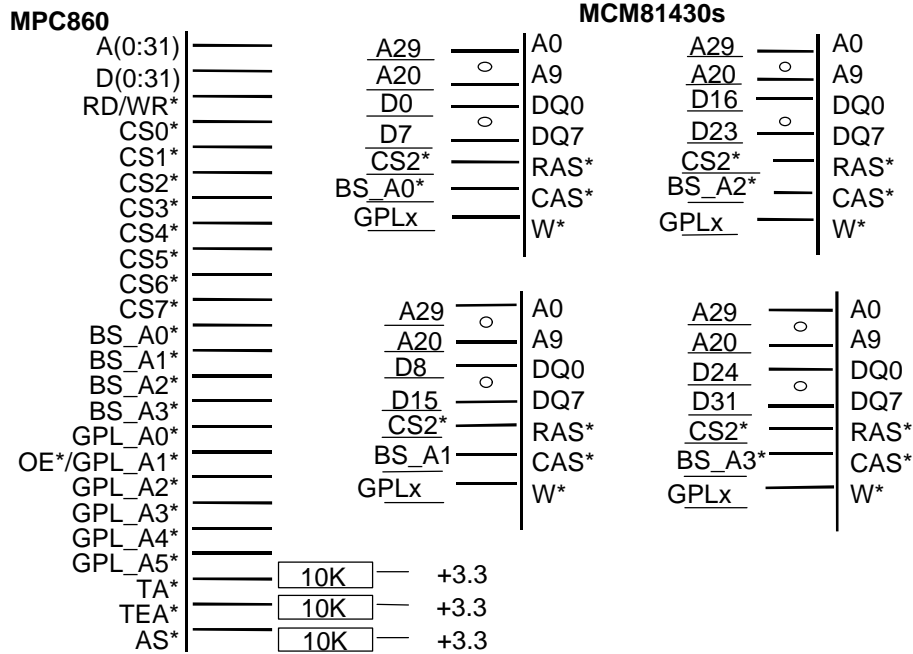 MPC860
A(0:31)
D(0:31)
RD/WR*
CS0*
CS1*
CS2*
CS3*
CS4*
CS5*
CS6*
CS7*
BS_A0*
BS_A1*
BS_A2*
BS_A3*
GPL_A0*
OE*/GPL_A1*
GPL_A2*
GPL_A3*
GPL_A4*
GPL_A5*
TA* 10K +3.3
TEA* 10K +3.3
AS* 10K +3.3
MCM81430s
A29 A0
A20 A9
D0 DQ0
D7 DQ7
CS2* RAS*
BS_A0* CAS*
GPLx W*
A29 A0
A20 A9
D16 DQ0
D23 DQ7
CS2* RAS*
BS_A2* CAS*
GPLx W*
A29 A0
A20 A9
D8 DQ0
D15 DQ7
CS2* RAS*
BS_A1 CAS*
GPLx W*
A29 A0
A20 A9
D24 DQ0
D31 DQ7
CS2* RAS*
BS_A3* CAS*
GPLx W*